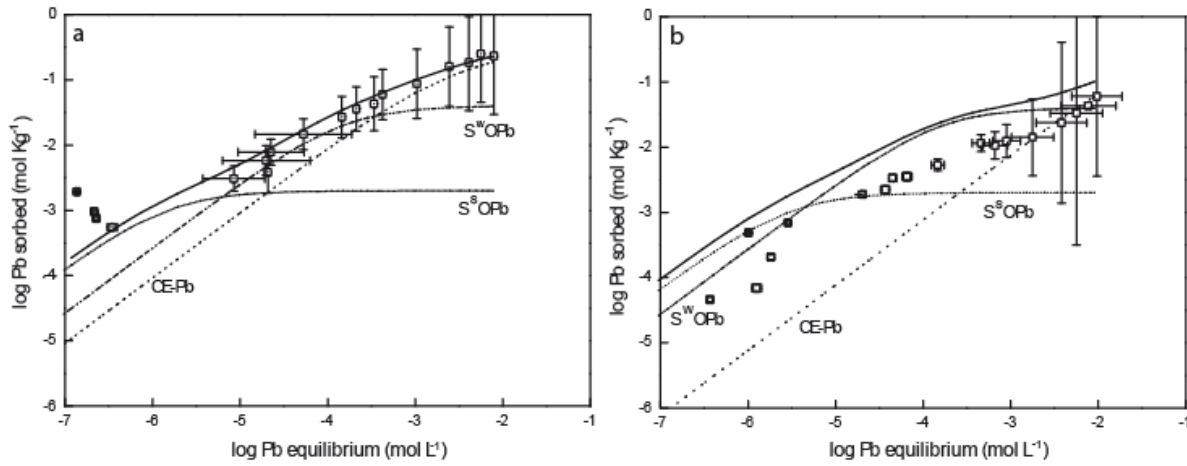 a
log Pb sorbed (mol Kg⁻¹)
0
-1
-2
-3
-4
-5
-6
SʷOPb
SˢOPb
CE-Pb
-7 -6 -5 -4 -3 -2 -1
log Pb equilibrium (mol L⁻¹)
b
log Pb sorbed (mol Kg⁻¹)
0
-1
-2
-3
-4
-5
-6
SˢOPb
SʷOPb
CE-Pb
-7 -6 -5 -4 -3 -2 -1
log Pb equilibrium (mol L⁻¹)